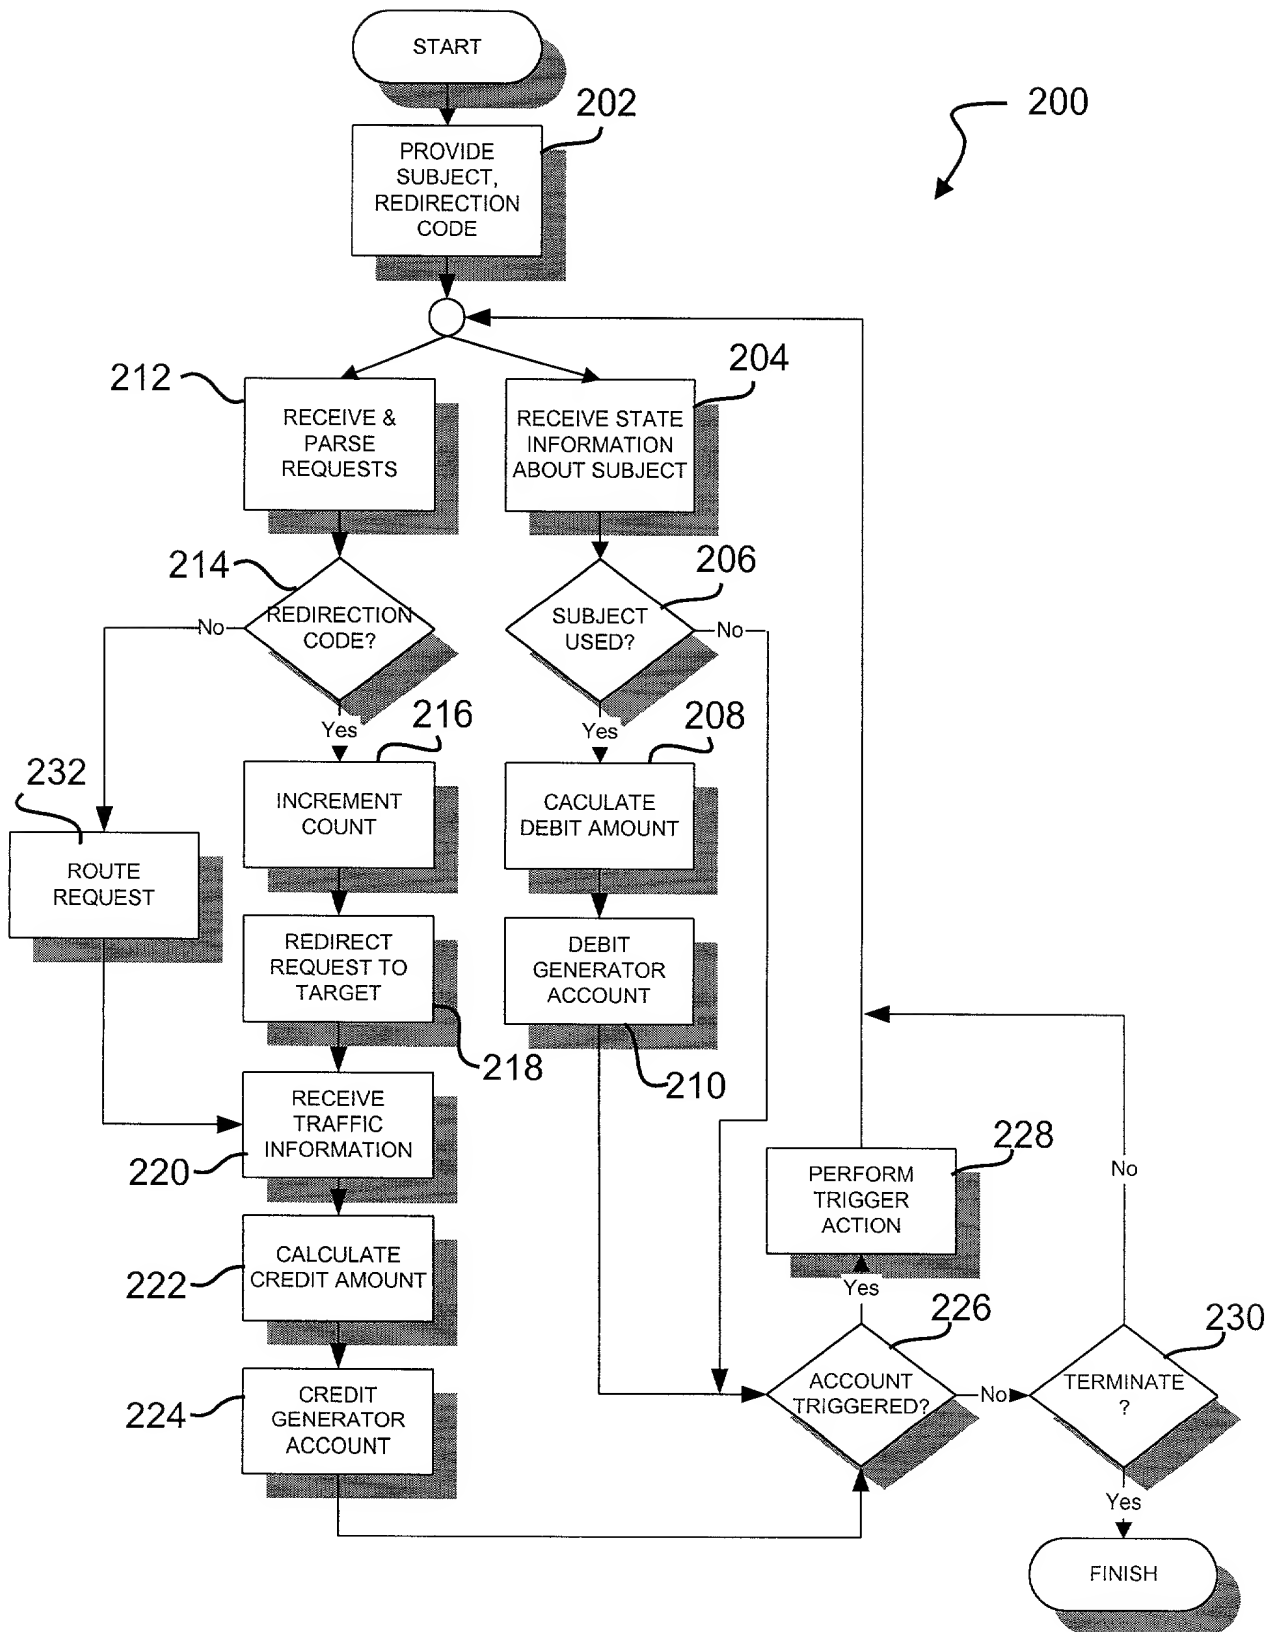 START
202
200
PROVIDE
SUBJECT,
REDIRECTION
CODE
212
204
RECEIVE &
PARSE
REQUESTS
RECEIVE STATE
INFORMATION
ABOUT SUBJECT
214
206
REDIRECTION
CODE?
No
SUBJECT
USED?
No
Yes
Yes
216
208
232
INCREMENT
COUNT
CACULATE
DEBIT AMOUNT
ROUTE
REQUEST
REDIRECT
REQUEST TO
TARGET
DEBIT
GENERATOR
ACCOUNT
218
210
RECEIVE
TRAFFIC
INFORMATION
220
228
PERFORM
TRIGGER
ACTION
No
CALCULATE
CREDIT AMOUNT
222
Yes
226
230
CREDIT
GENERATOR
ACCOUNT
224
ACCOUNT
TRIGGERED?
No
TERMINATE
?
Yes
FINISH